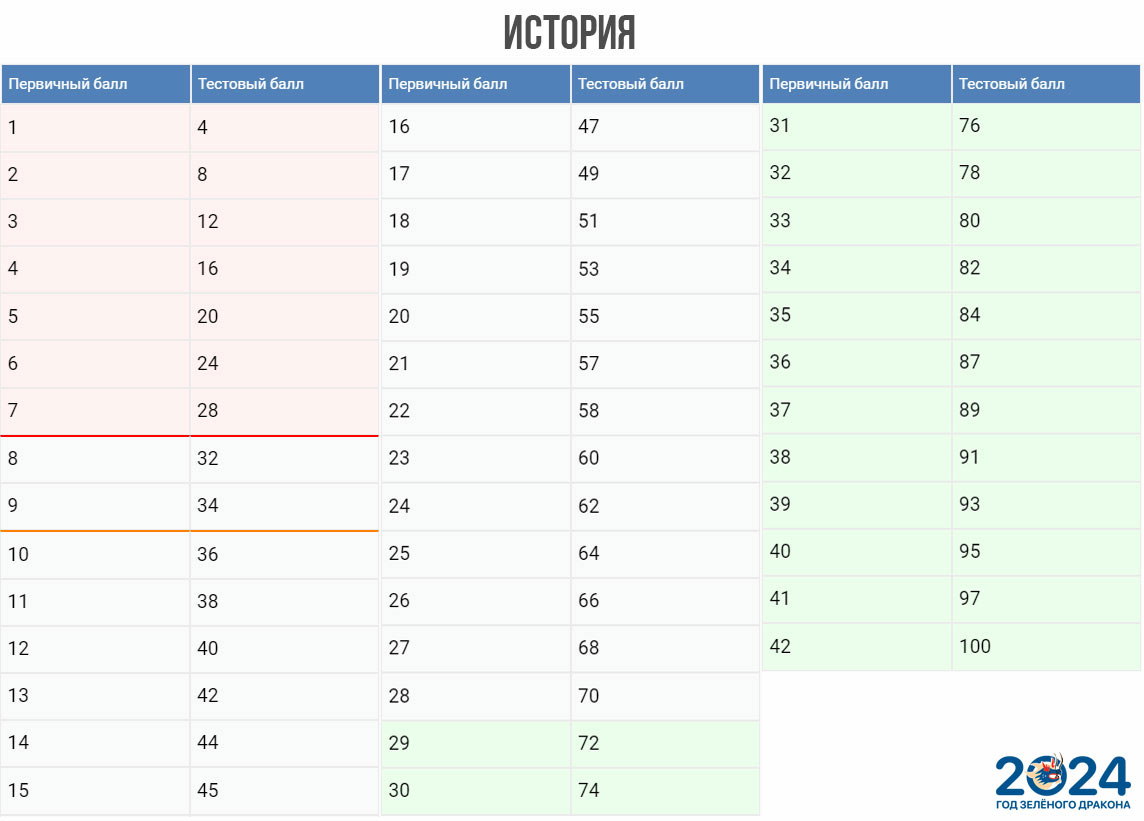 ИСТОРИЯ
Первичный балл Тестовый балл Первичный балл Тестовый балл Первичный балл Тестовый балл
1 4 16 47 31 76
2 8 17 49 32 78
3 12 18 51 33 80
4 16 19 53 34 82
5 20 20 55 35 84
6 24 21 57 36 87
7 28 22 58 37 89
8 32 23 60 38 91
9 34 24 62 39 93
10 36 25 64 40 95
11 38 26 66 41 97
12 40 27 68 42 100
13 42 28 70
14 44 29 72
15 45 30 74
2024
ГОД ЗЕЛЁНОГО ДРАКОНА